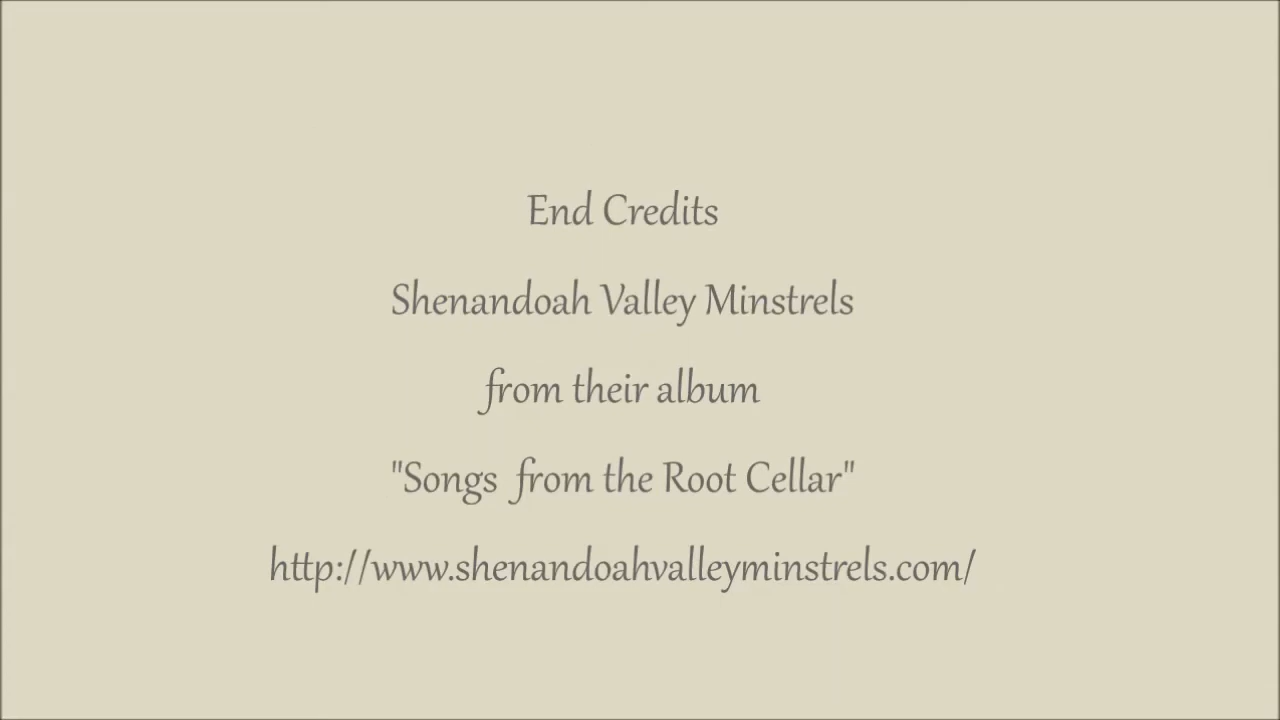 End Credits
Shenandoah Valley Minstrels
from their album
"Songs  from the Root Cellar"
http://www.shenandoahvalleyminstrels.com/